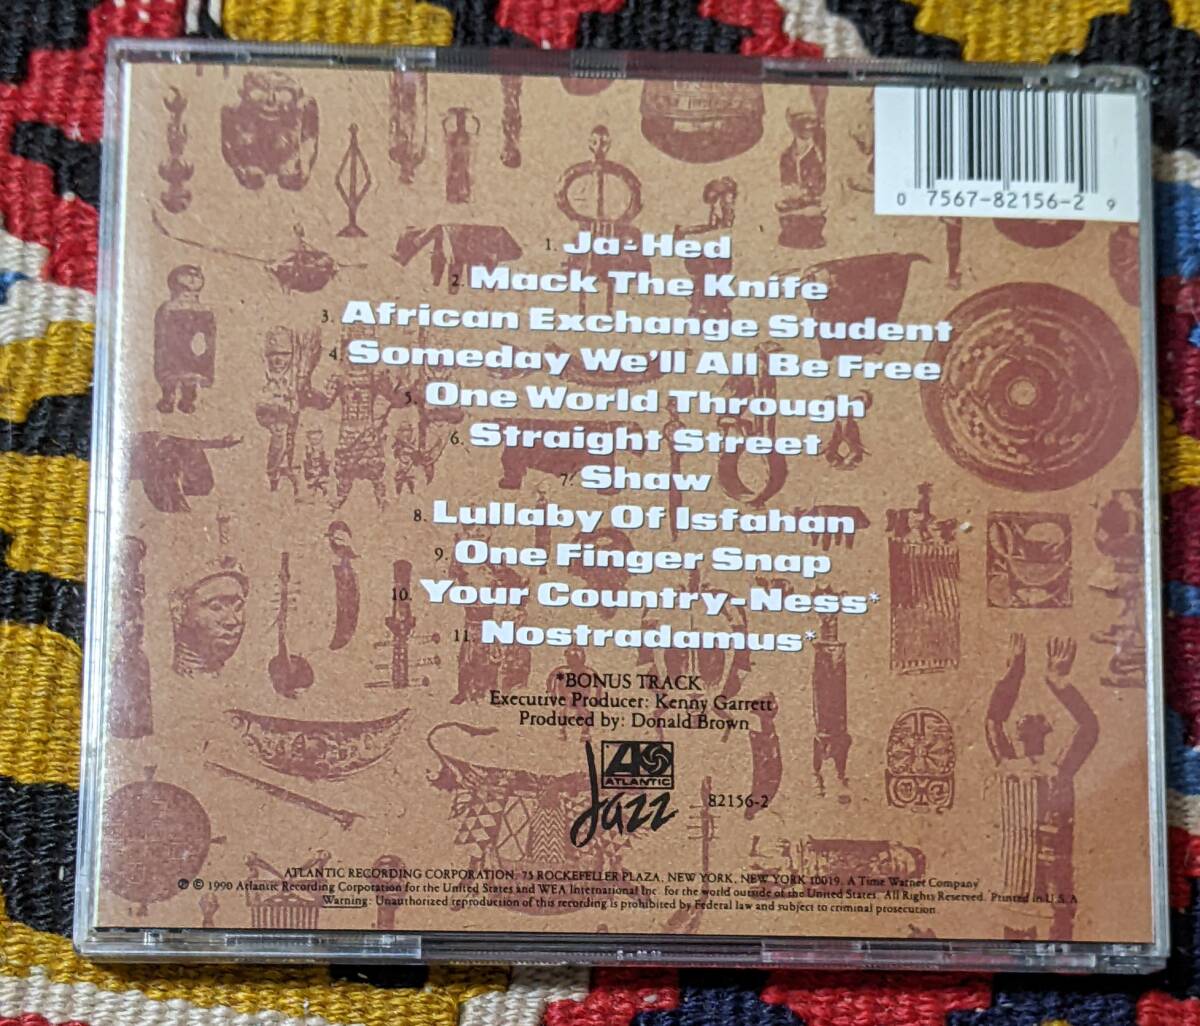 0 7567-82156-2 9
1. Ja-Hed
2. Mack The Knife
3. African Exchange Student
4. Someday We'll All Be Free
5. One World Through
6. Straight Street
7. Shaw
8. Lullaby Of Isfahan
9. One Finger Snap
10. Your Country-Ness*
11. Nostradamus*
*BONUS TRACK
Executive Producer: Kenny Garrett
Produced by: Donald Brown
ATLANTIC
Jazz
82156-2
ATLANTIC RECORDING CORPORATION, 75 ROCKEFELLER PLAZA, NEW YORK, NEW YORK 10019. A Time Warner Company
℗ © 1990 Atlantic Recording Corporation for the United States and WEA International Inc. for the world outside of the United States. All Rights Reserved. Printed in U.S.A.
Warning: Unauthorized reproduction of this recording is prohibited by Federal law and subject to criminal prosecution.